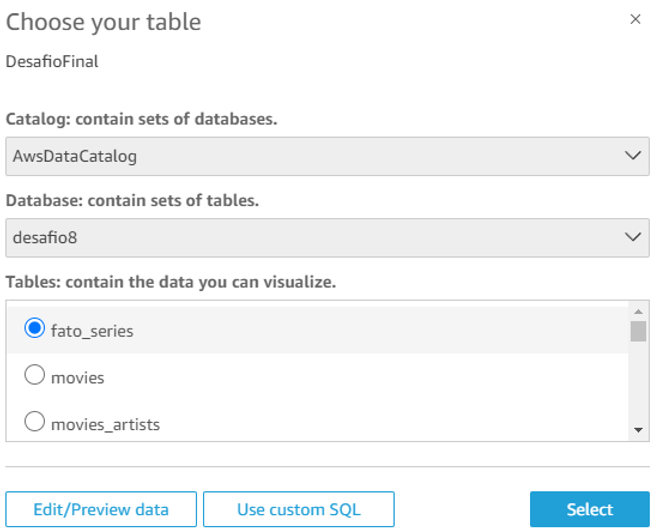 Choose your table
DesafioFinal
Catalog: contain sets of databases.
AwsDataCatalog
Database: contain sets of tables.
desafio8
Tables: contain the data you can visualize.
fato_series
movies
movies_artists
Edit/Preview data Use custom SQL Select